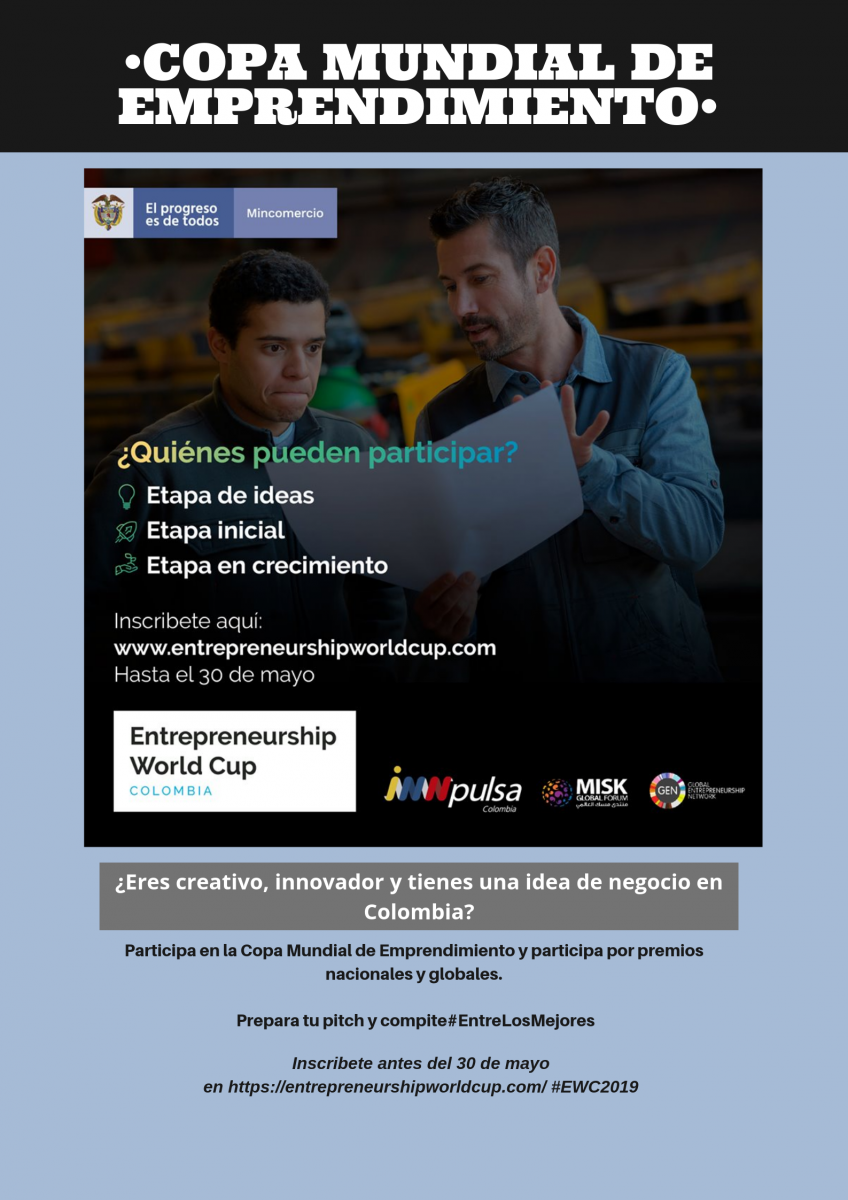 •COPA MUNDIAL DE
EMPRENDIMIENTO•
El progreso
es de todos
Mincomercio
¿Quiénes pueden participar?
Etapa de ideas
Etapa inicial
Etapa en crecimiento
Inscribete aquí:
www.entrepreneurshipworldcup.com
Hasta el 30 de mayo
Entrepreneurship
World Cup
COLOMBIA
iNNpulsa
Colombia
MISK
GLOBAL FORUM
منتدى مسك العالمي
GEN
GLOBAL
ENTREPRENEURSHIP
NETWORK
¿Eres creativo, innovador y tienes una idea de negocio en
Colombia?
Participa en la Copa Mundial de Emprendimiento y participa por premios
nacionales y globales.
Prepara tu pitch y compite#EntreLosMejores
Inscribete antes del 30 de mayo
en https://entrepreneurshipworldcup.com/ #EWC2019